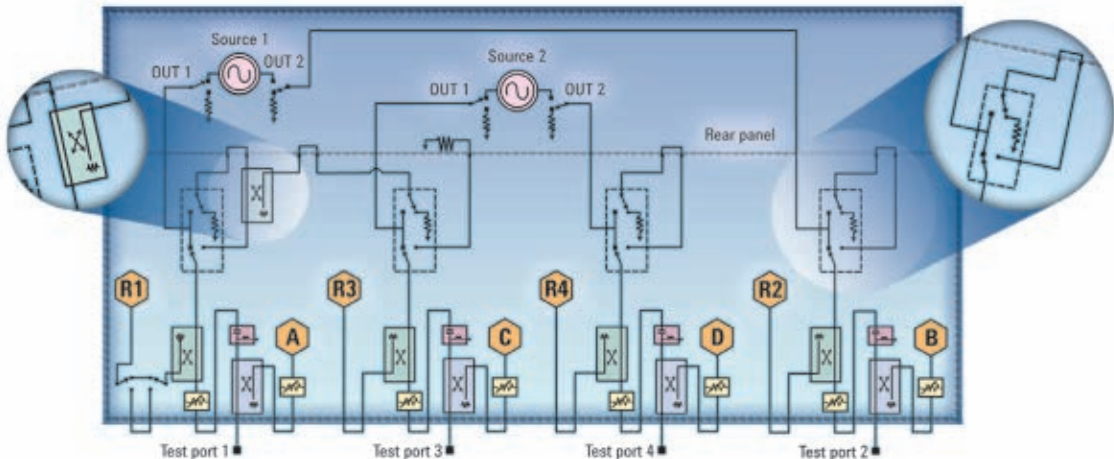 Source 1
OUT 1
OUT 2
Source 2
OUT 1
OUT 2
Rear panel
R1
R3
R4
R2
A
C
D
B
Test port 1
Test port 3
Test port 4
Test port 2